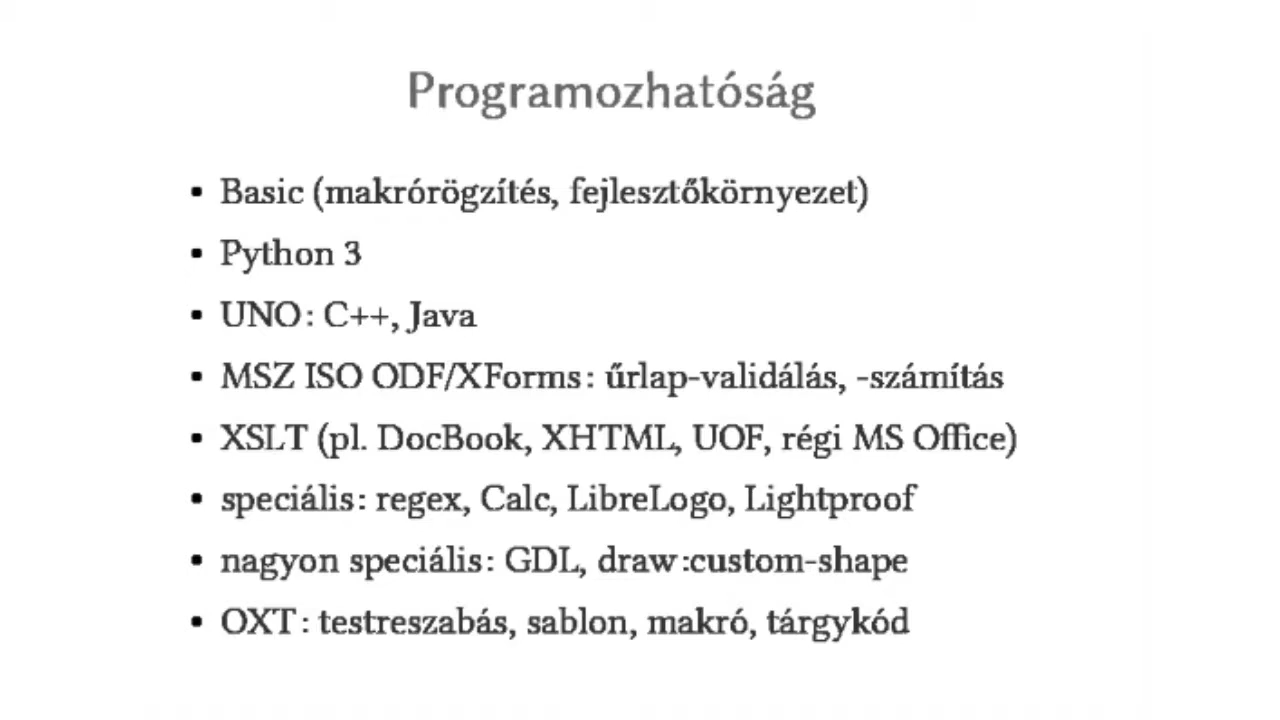 Programozhatóság
Basic (makrórögzítés, fejlesztőkörnyezet)
Python 3
UNO: C++, Java
MSZ ISO ODF/XForms: űrlap-validálás, -számítás
XSLT (pl. DocBook, XHTML, UOF, régi MS Office)
speciális: regex, Calc, LibreLogo, Lightproof
nagyon speciális: GDL, draw:custom-shape
OXT: testreszabás, sablon, makró, tárgykód